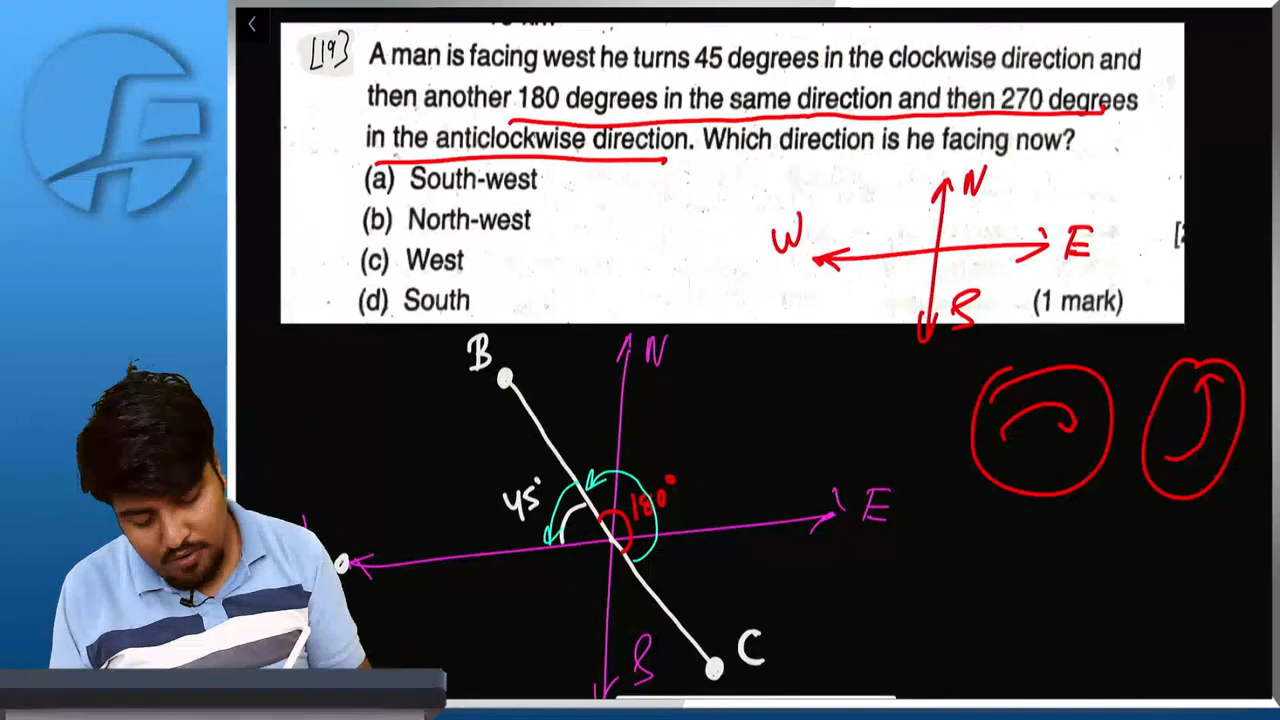 [19] A man is facing west he turns 45 degrees in the clockwise direction and
then another 180 degrees in the same direction and then 270 degrees
in the anticlockwise direction. Which direction is he facing now?
(a) South-west
(b) North-west
(c) West
(d) South
(1 mark)
N
W
E
S
B
N
45°
180°
E
C
S